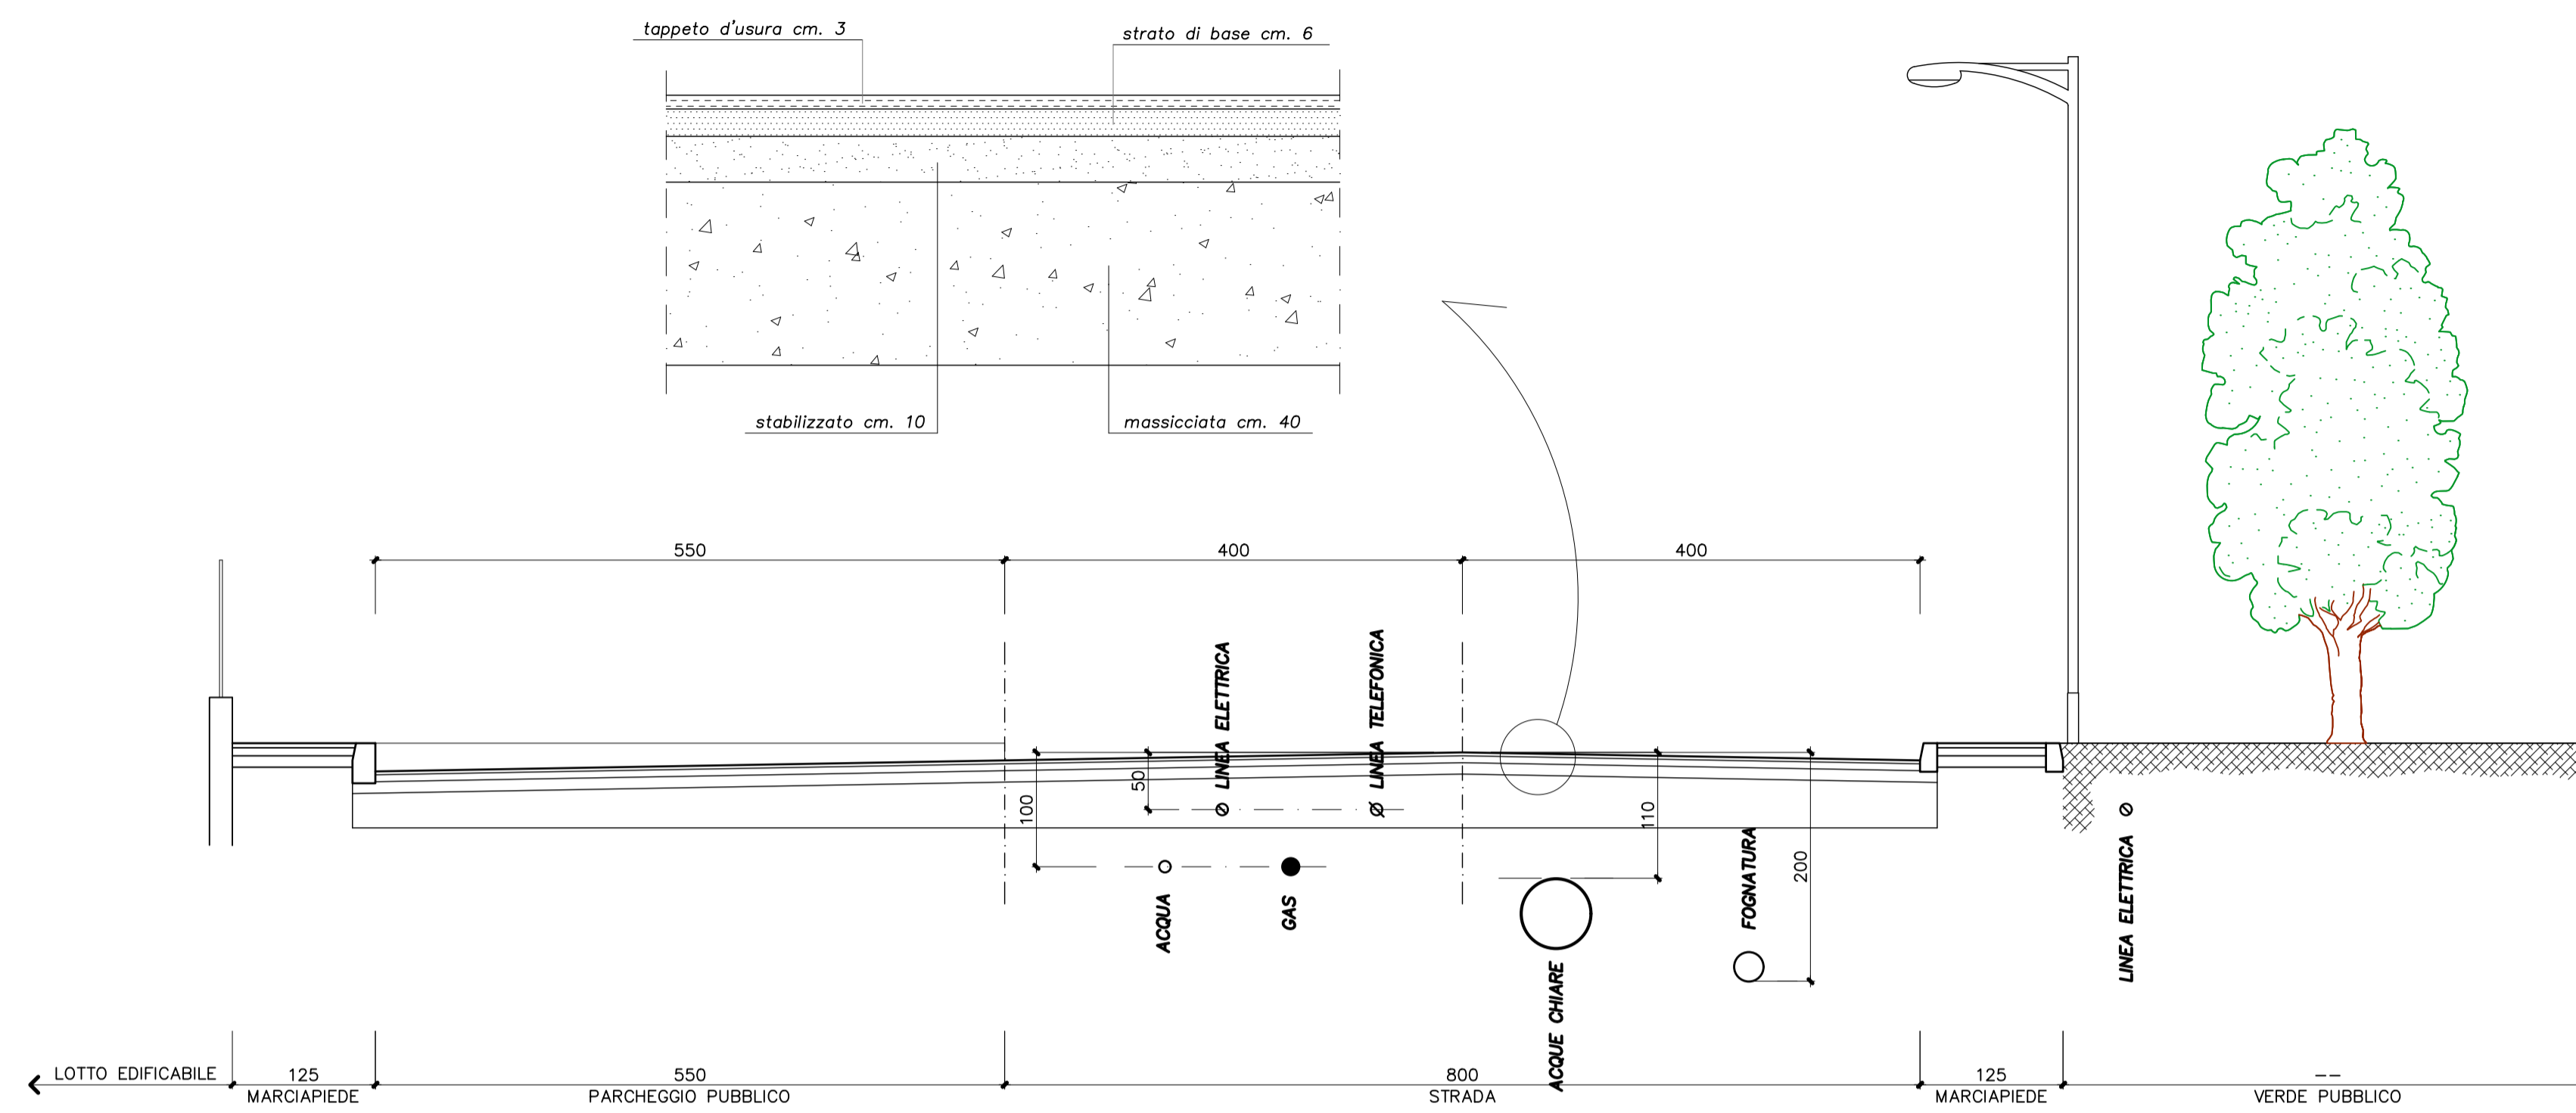 tappeto d'usura cm. 3
strato di base cm. 6
stabilizzato cm. 10
massicciata cm. 40
550
400
400
LINEA ELETTRICA
LINEA TELEFONICA
50
100
110
200
ACQUA
GAS
ACQUE CHIARE
FOGNATURA
LINEA ELETTRICA
LOTTO EDIFICABILE
125
MARCIAPIEDE
550
PARCHEGGIO PUBBLICO
800
STRADA
125
MARCIAPIEDE
--
VERDE PUBBLICO